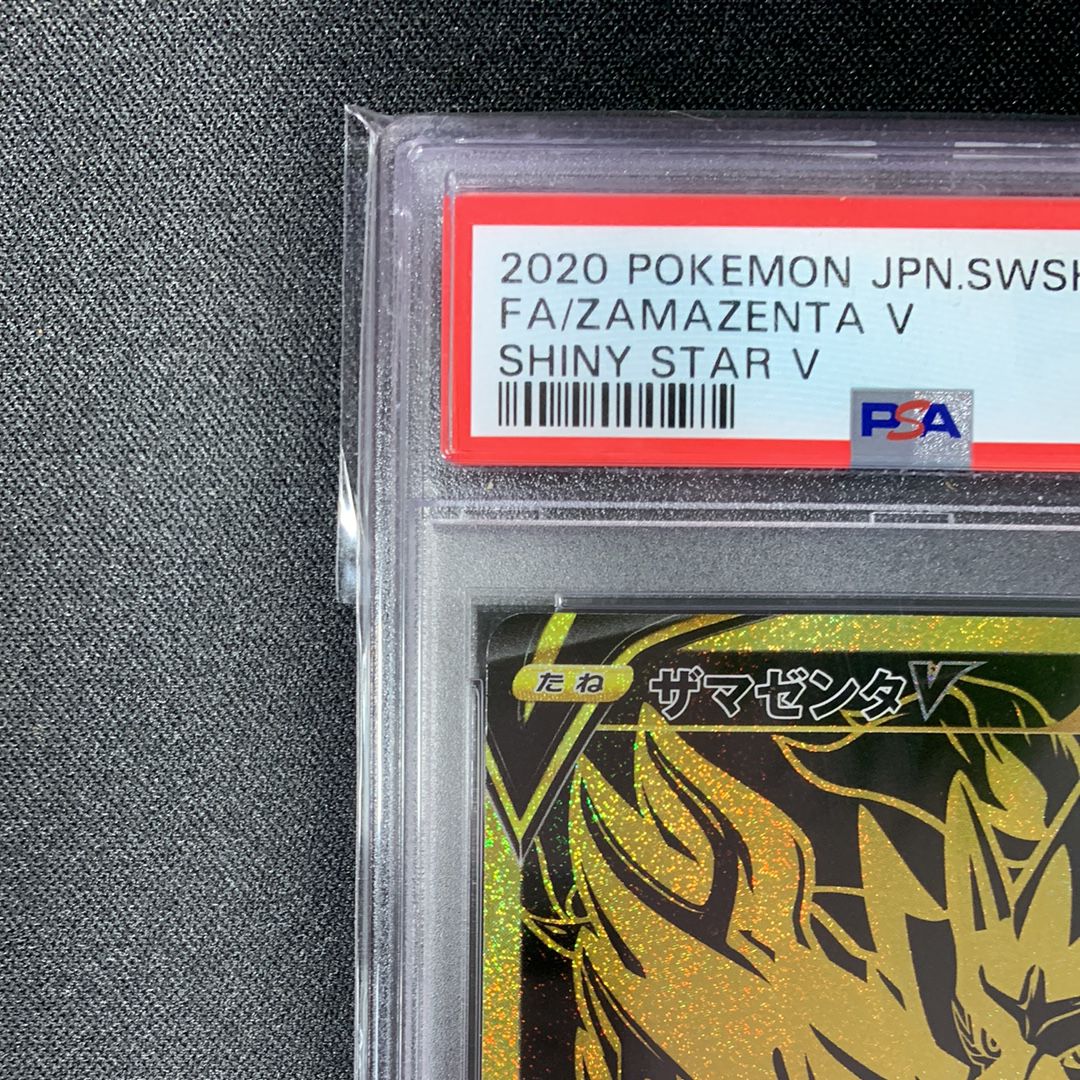 2020 POKEMON JPN.SWSH
FA/ZAMAZENTA V
SHINY STAR V
PSA
たね ザマゼンタV